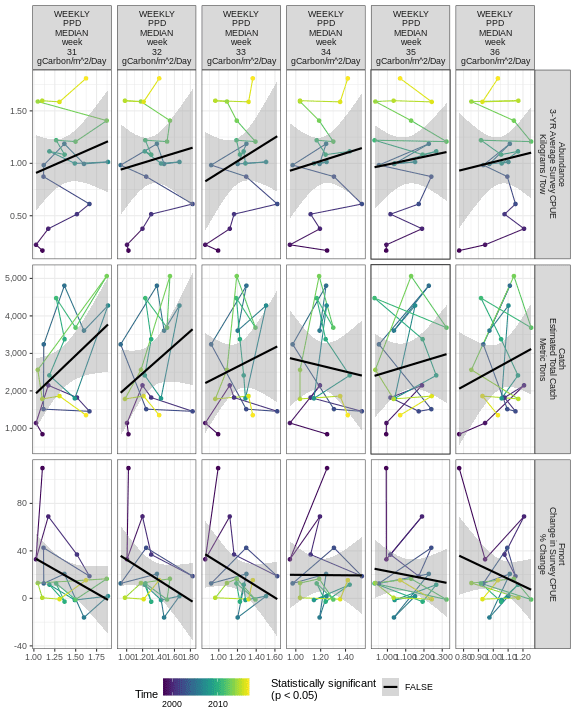 WEEKLY WEEKLY WEEKLY WEEKLY WEEKLY WEEKLY
PPD PPD PPD PPD PPD PPD
MEDIAN MEDIAN MEDIAN MEDIAN MEDIAN MEDIAN
week week week week week week
31 32 33 34 35 36
gCarbon/m^2/Day gCarbon/m^2/Day gCarbon/m^2/Day gCarbon/m^2/Day gCarbon/m^2/Day gCarbon/m^2/Day
1.50
1.00
0.50
Abundance
3-YR Average Survey CPUE
Kilograms/Tow
5,000
4,000
3,000
2,000
1,000
Catch
Estimated Total Catch
Metric Tons
80
40
0
-40
Fmort
Change in Survey CPUE
% Change
1.00 1.25 1.50 1.75 1.00 1.20 1.40 1.60 1.80 1.00 1.20 1.40 1.60 1.00 1.20 1.40 1.000 1.100 1.200 1.300 0.80 0.90 1.00 1.10 1.20
Time
2000 2010
Statistically significant
(p < 0.05)
FALSE